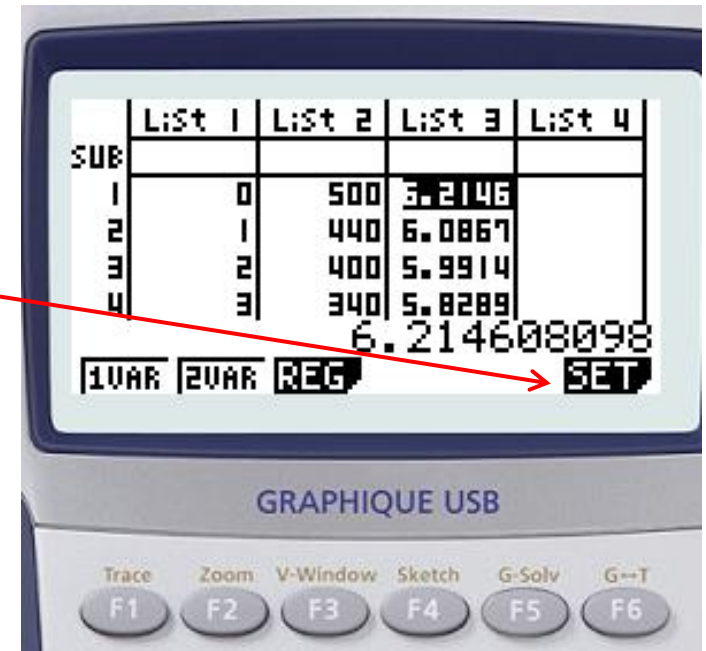 List 1 List 2 List 3 List 4
SUB
1 0 500 6.2146
2 1 440 6.0867
3 2 400 5.9914
4 3 340 5.8289
6.214608098
1VAR 2VAR REG SET
GRAPHIQUE USB
Trace Zoom V-Window Sketch G-Solv G↔T
F1 F2 F3 F4 F5 F6